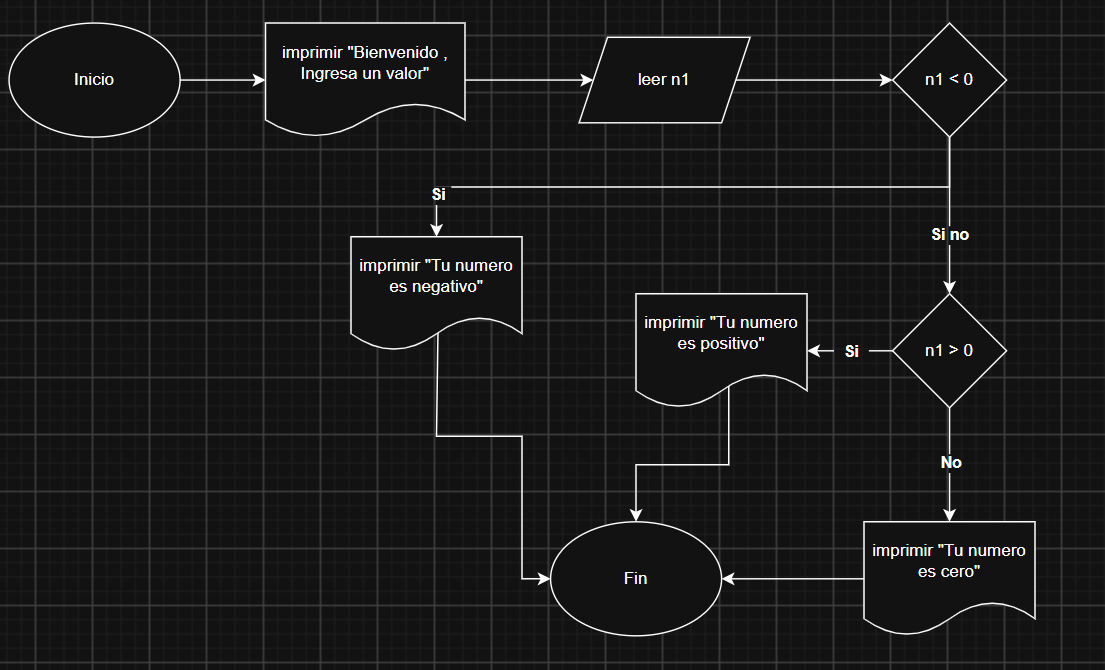 Inicio
imprimir "Bienvenido ,
Ingresa un valor"
leer n1
n1 < 0
Si
Si no
imprimir "Tu numero
es negativo"
imprimir "Tu numero
es positivo"
Si
n1 > 0
No
imprimir "Tu numero
es cero"
Fin